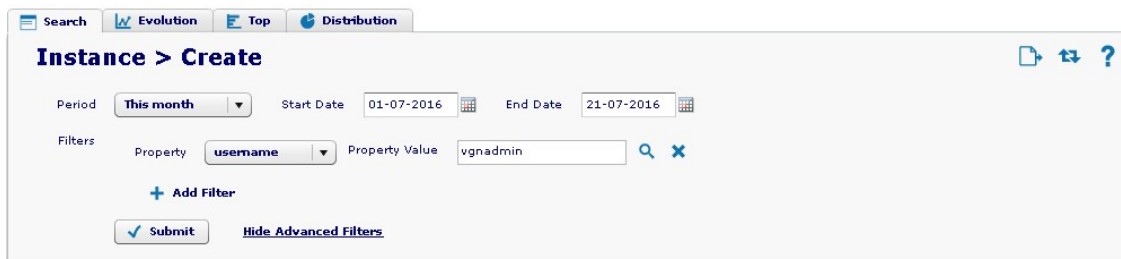 Search Evolution Top Distribution
Instance > Create ?
Period This month Start Date 01-07-2016 End Date 21-07-2016
Filters
Property username Property Value vgnadmin
Add Filter
Submit Hide Advanced Filters